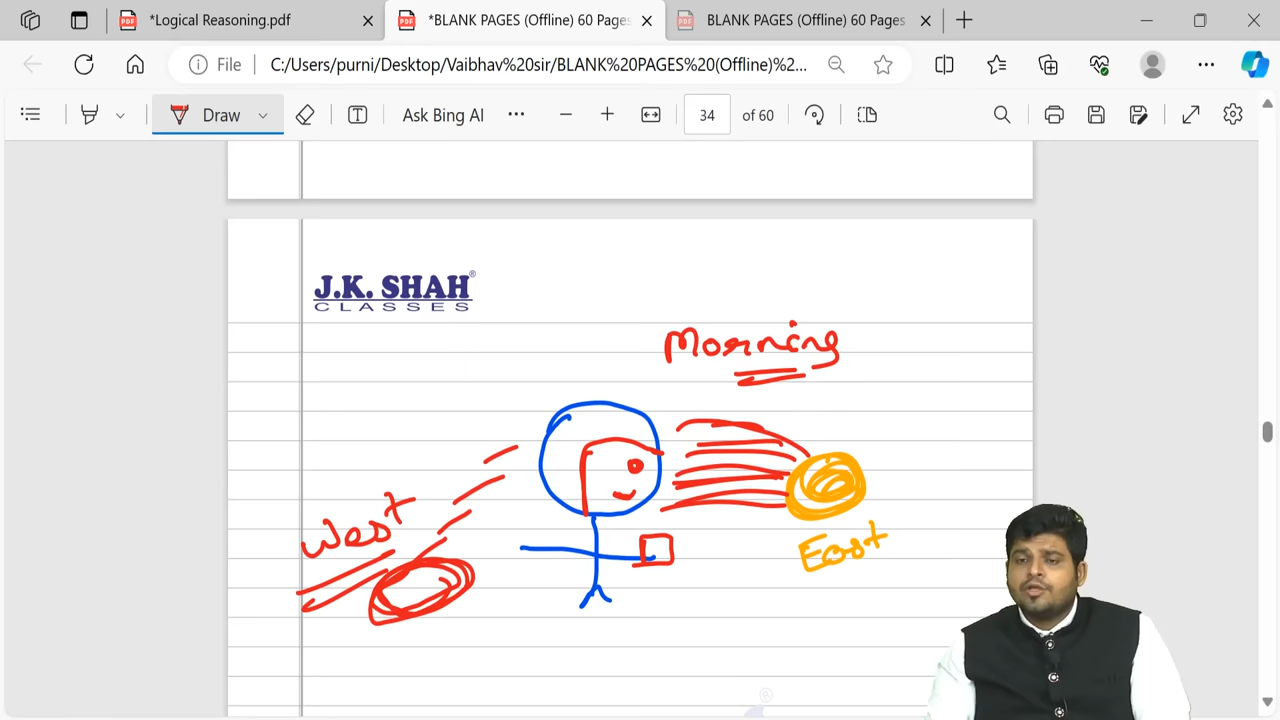 *Logical Reasoning.pdf
*BLANK PAGES (Offline) 60 Pages
BLANK PAGES (Offline) 60 Pages
File
C:/Users/purni/Desktop/Vaibhav%20sir/BLANK%20PAGES%20(Offline)%2...
Draw
Ask Bing AI
34
of 60
J.K. SHAH®
CLASSES
Morning
West
East